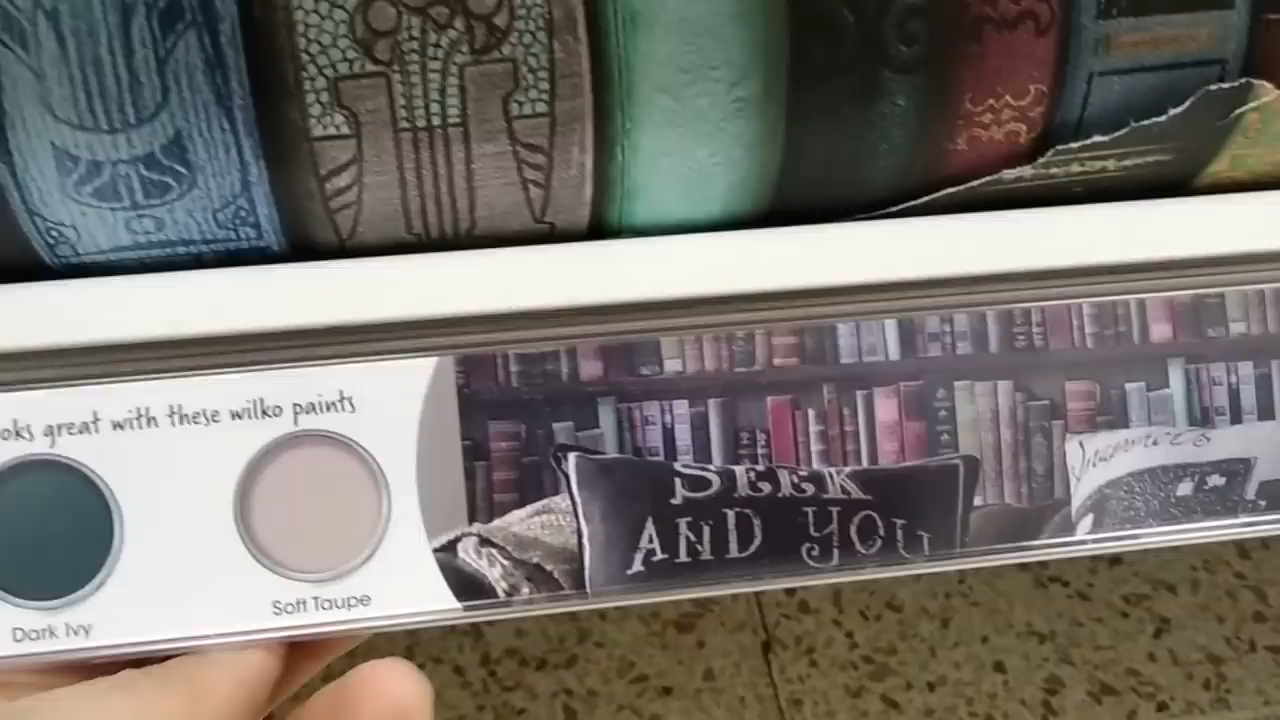 oks great with these wilko paints
Dark Ivy
Soft Taupe
SEEK
AND YOU